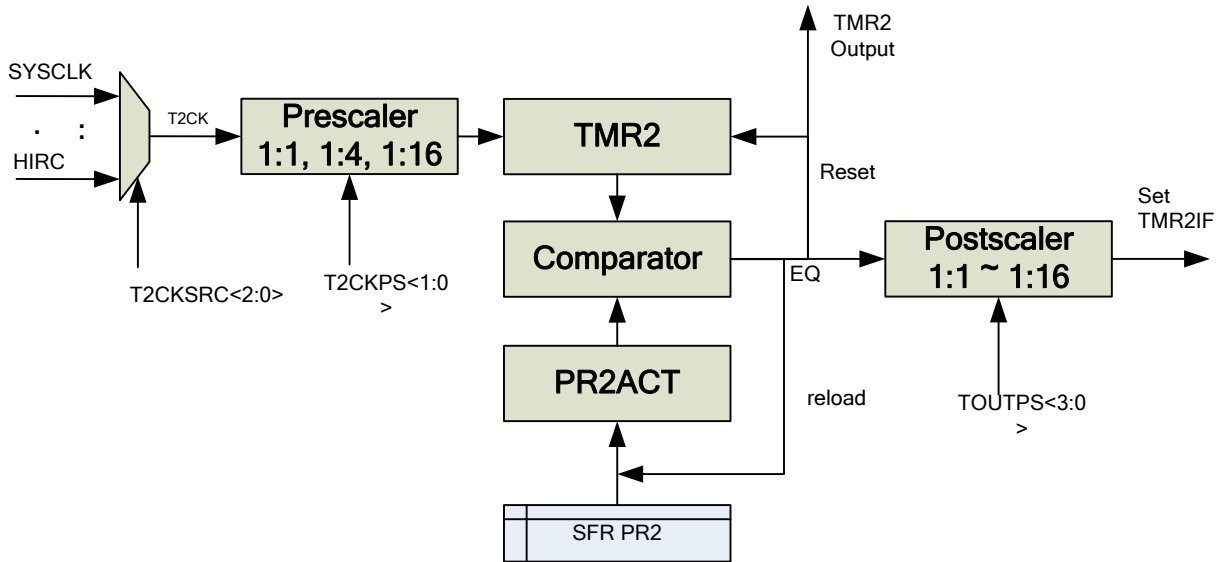 TMR2
Output
SYSCLK
. :
HIRC
T2CK
Prescaler
1:1, 1:4, 1:16
TMR2
Reset
Set
TMR2IF
T2CKSRC<2:0>
T2CKPS<1:0
>
Comparator
EQ
Postscaler
1:1 ~ 1:16
PR2ACT
reload
TOUTPS<3:0
>
SFR PR2